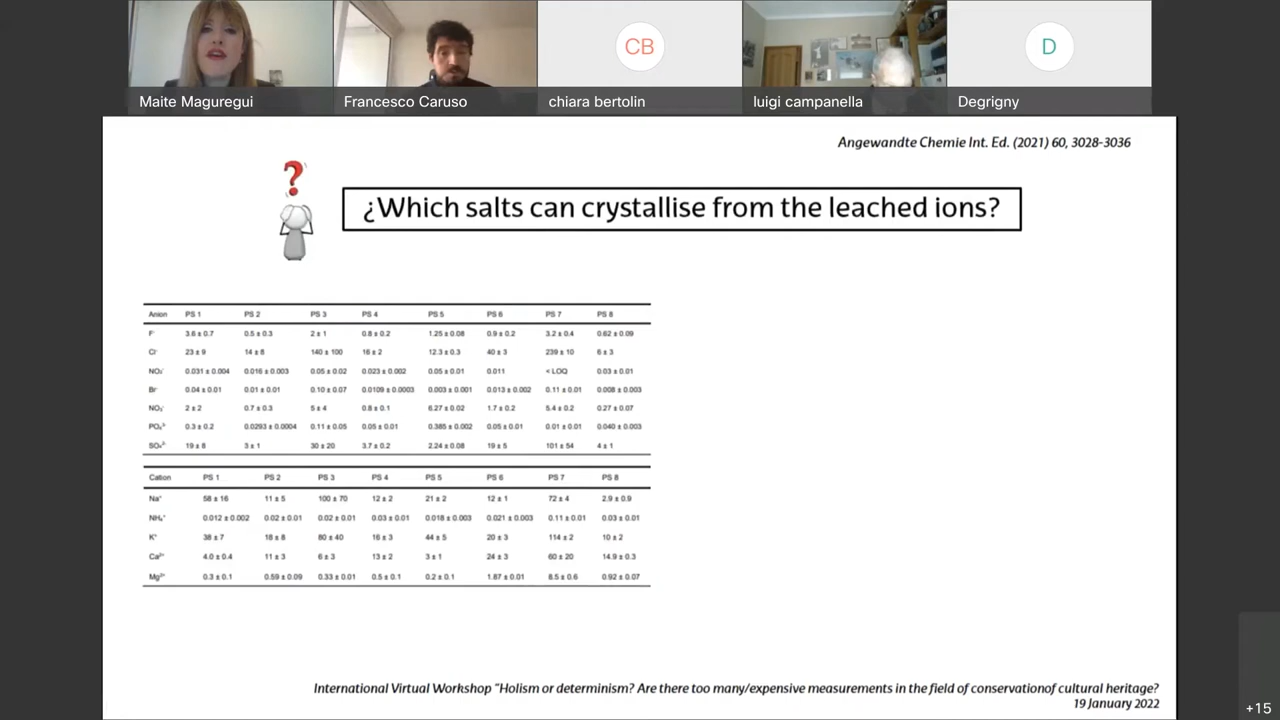 Maite Maguregui
Francesco Caruso
CB
chiara bertolin
luigi campanella
D
Degrigny
Angewandte Chemie Int. Ed. (2021) 60, 3028-3036
?
¿Which salts can crystallise from the leached ions?
Anion PS 1 PS 2 PS 3 PS 4 PS 5 PS 6 PS 7 PS 8
F⁻ 3.6 ± 0.7 0.5 ± 0.3 2 ± 1 0.8 ± 0.2 1.25 ± 0.08 0.9 ± 0.2 3.2 ± 0.4 0.62 ± 0.09
Cl⁻ 23 ± 9 14 ± 8 140 ± 100 16 ± 2 12.3 ± 0.3 40 ± 3 239 ± 10 6 ± 3
NO₂⁻ 0.031 ± 0.004 0.016 ± 0.003 0.05 ± 0.02 0.023 ± 0.002 0.05 ± 0.01 0.011 < LOQ 0.03 ± 0.01
Br⁻ 0.04 ± 0.01 0.01 ± 0.01 0.10 ± 0.07 0.0109 ± 0.0003 0.003 ± 0.001 0.013 ± 0.002 0.11 ± 0.01 0.008 ± 0.003
NO₃⁻ 2 ± 2 0.7 ± 0.3 5 ± 4 0.8 ± 0.1 6.27 ± 0.02 1.7 ± 0.2 5.4 ± 0.2 0.27 ± 0.07
PO₄³⁻ 0.3 ± 0.2 0.0293 ± 0.0004 0.11 ± 0.05 0.05 ± 0.01 0.385 ± 0.002 0.05 ± 0.01 0.01 ± 0.01 0.040 ± 0.003
SO₄²⁻ 19 ± 8 3 ± 1 30 ± 20 3.7 ± 0.2 2.24 ± 0.08 19 ± 5 101 ± 54 4 ± 1
Cation PS 1 PS 2 PS 3 PS 4 PS 5 PS 6 PS 7 PS 8
Na⁺ 58 ± 16 11 ± 5 100 ± 70 12 ± 2 21 ± 2 12 ± 1 72 ± 4 2.9 ± 0.9
NH₄⁺ 0.012 ± 0.002 0.02 ± 0.01 0.02 ± 0.01 0.03 ± 0.01 0.018 ± 0.003 0.021 ± 0.003 0.11 ± 0.01 0.03 ± 0.01
K⁺ 38 ± 7 18 ± 8 80 ± 40 16 ± 3 44 ± 5 20 ± 3 114 ± 2 10 ± 2
Ca²⁺ 4.0 ± 0.4 11 ± 3 6 ± 3 13 ± 2 3 ± 1 24 ± 3 60 ± 20 14.9 ± 0.3
Mg²⁺ 0.3 ± 0.1 0.59 ± 0.09 0.33 ± 0.01 0.5 ± 0.1 0.2 ± 0.1 1.87 ± 0.01 8.5 ± 0.6 0.92 ± 0.07
International Virtual Workshop "Holism or determinism? Are there too many/expensive measurements in the field of conservationof cultural heritage?
19 January 2022
+15